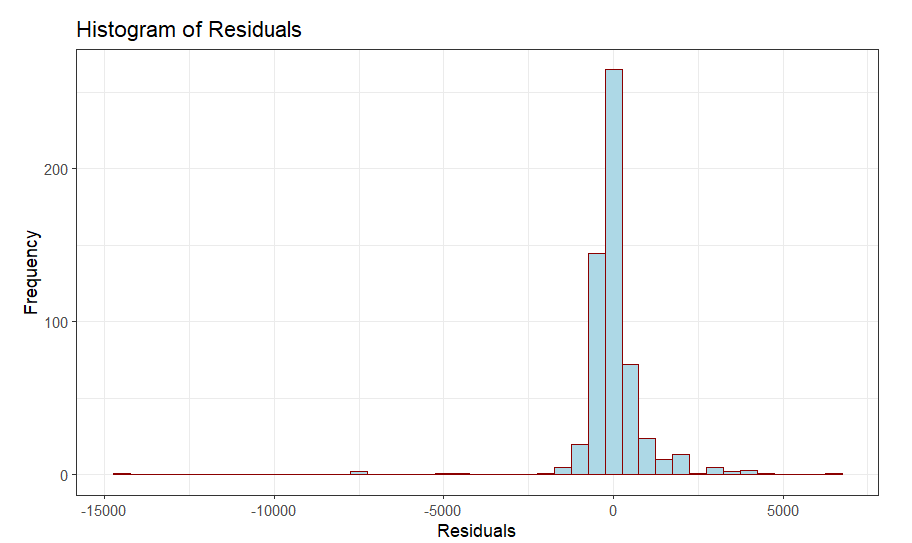 Histogram of Residuals
Frequency
200
100
0
-15000 -10000 -5000 0 5000
Residuals